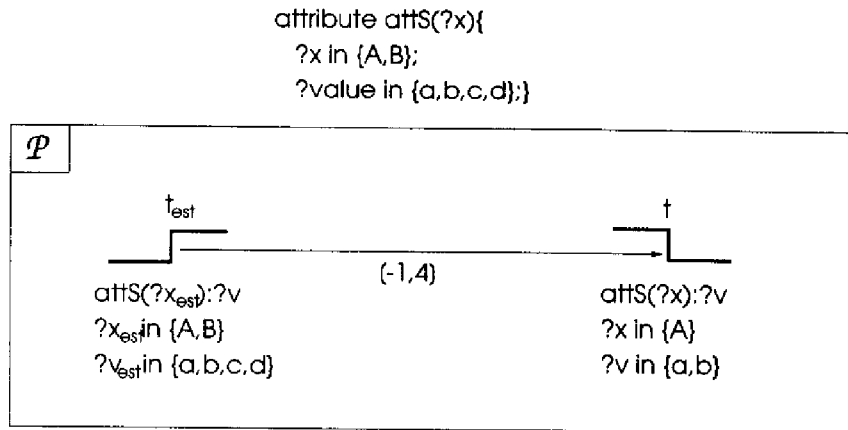 attribute attS(?x){
?x in {A,B};
?value in {a,b,c,d};}
P
t_est
t
(-1,4)
attS(?x_est):?v
?x_est in {A,B}
?v_est in {a,b,c,d}
attS(?x):?v
?x in {A}
?v in {a,b}